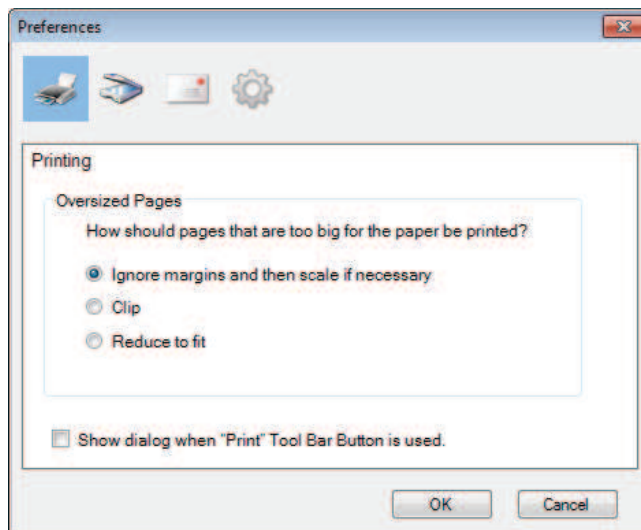 Preferences
Printing
Oversized Pages
How should pages that are too big for the paper be printed?
Ignore margins and then scale if necessary
Clip
Reduce to fit
Show dialog when "Print" Tool Bar Button is used.
OK
Cancel